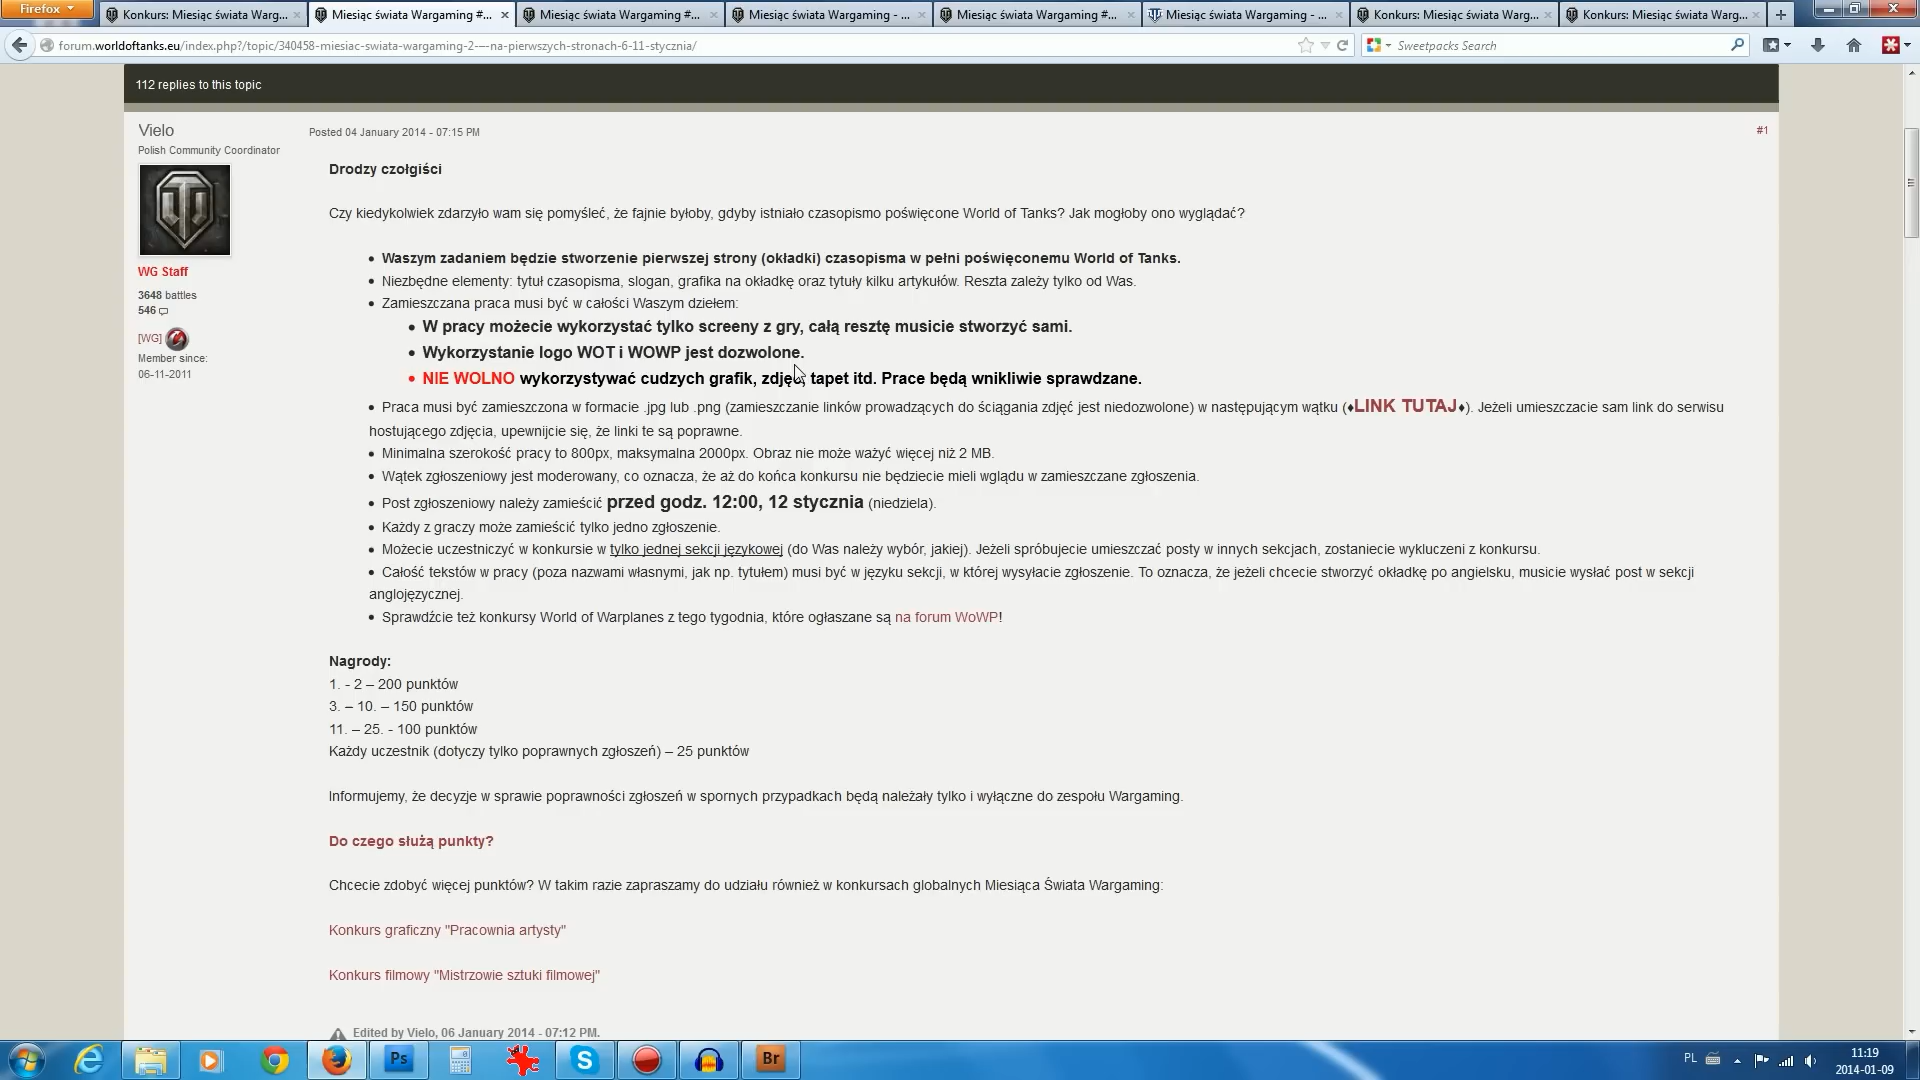 Firefox
Konkurs: Miesiąc świata Warg...
Miesiąc świata Wargaming #...
Miesiąc świata Wargaming #...
Miesiąc świata Wargaming - ...
Miesiąc świata Wargaming #...
Miesiąc świata Wargaming - ...
Konkurs: Miesiąc świata Warg...
Konkurs: Miesiąc świata Warg...
forum.worldoftanks.eu/index.php?/topic/340458-miesiac-swiata-wargaming-2-–-na-pierwszych-stronach-6-11-stycznia/
Sweetpacks Search
112 replies to this topic
Vielo
Polish Community Coordinator
WG Staff
3648 battles
546
[WG]
Member since:
06-11-2011
Posted 04 January 2014 - 07:15 PM
#1
Drodzy czołgiści
Czy kiedykolwiek zdarzyło wam się pomyśleć, że fajnie byłoby, gdyby istniało czasopismo poświęcone World of Tanks? Jak mogłoby ono wyglądać?
• Waszym zadaniem będzie stworzenie pierwszej strony (okładki) czasopisma w pełni poświęconemu World of Tanks.
• Niezbędne elementy: tytuł czasopisma, slogan, grafika na okładkę oraz tytuły kilku artykułów. Reszta zależy tylko od Was.
• Zamieszczana praca musi być w całości Waszym dziełem:
• W pracy możecie wykorzystać tylko screeny z gry, całą resztę musicie stworzyć sami.
• Wykorzystanie logo WOT i WOWP jest dozwolone.
• NIE WOLNO wykorzystywać cudzych grafik, zdjęć, tapet itd. Prace będą wnikliwie sprawdzane.
• Praca musi być zamieszczona w formacie .jpg lub .png (zamieszczanie linków prowadzących do ściągania zdjęć jest niedozwolone) w następującym wątku (♦LINK TUTAJ♦). Jeżeli umieszczacie sam link do serwisu
hostującego zdjęcia, upewnijcie się, że linki te są poprawne.
• Minimalna szerokość pracy to 800px, maksymalna 2000px. Obraz nie może ważyć więcej niż 2 MB.
• Wątek zgłoszeniowy jest moderowany, co oznacza, że aż do końca konkursu nie będziecie mieli wglądu w zamieszczane zgłoszenia.
• Post zgłoszeniowy należy zamieścić przed godz. 12:00, 12 stycznia (niedziela).
• Każdy z graczy może zamieścić tylko jedno zgłoszenie.
• Możecie uczestniczyć w konkursie w tylko jednej sekcji językowej (do Was należy wybór, jakiej). Jeżeli spróbujecie umieszczać posty w innych sekcjach, zostaniecie wykluczeni z konkursu.
• Całość tekstów w pracy (poza nazwami własnymi, jak np. tytułem) musi być w języku sekcji, w której wysyłacie zgłoszenie. To oznacza, że jeżeli chcecie stworzyć okładkę po angielsku, musicie wysłać post w sekcji
anglojęzycznej.
• Sprawdźcie też konkursy World of Warplanes z tego tygodnia, które ogłaszane są na forum WoWP!
Nagrody:
1. - 2 – 200 punktów
3. – 10. – 150 punktów
11. – 25. - 100 punktów
Każdy uczestnik (dotyczy tylko poprawnych zgłoszeń) – 25 punktów
Informujemy, że decyzje w sprawie poprawności zgłoszeń w spornych przypadkach będą należały tylko i wyłączne do zespołu Wargaming.
Do czego służą punkty?
Chcecie zdobyć więcej punktów? W takim razie zapraszamy do udziału również w konkursach globalnych Miesiąca Świata Wargaming:
Konkurs graficzny "Pracownia artysty"
Konkurs filmowy "Mistrzowie sztuki filmowej"
Edited by Vielo, 06 January 2014 - 07:12 PM.
Ps
Br
PL
11:19
2014-01-09